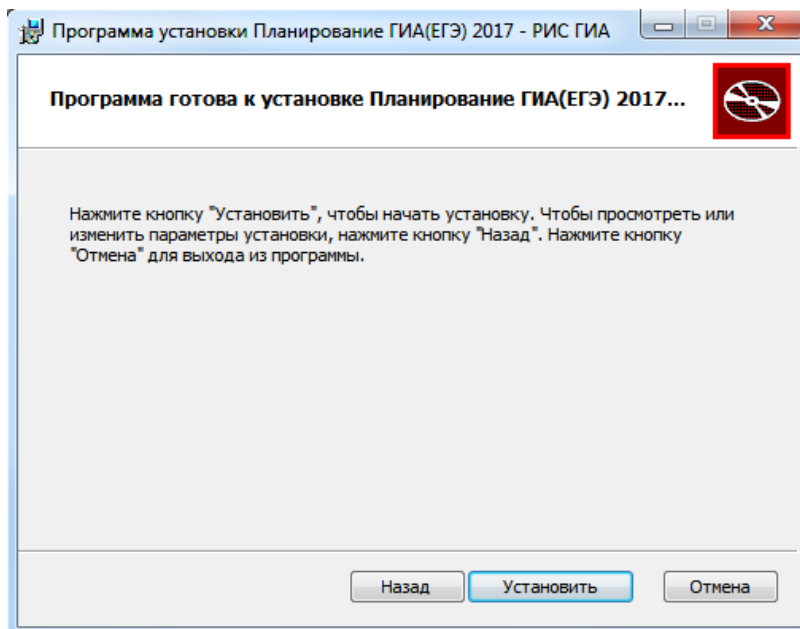 Программа установки Планирование ГИА(ЕГЭ) 2017 - РИС ГИА
Программа готова к установке Планирование ГИА(ЕГЭ) 2017...
Нажмите кнопку "Установить", чтобы начать установку. Чтобы просмотреть или
изменить параметры установки, нажмите кнопку "Назад". Нажмите кнопку
"Отмена" для выхода из программы.
Назад
Установить
Отмена